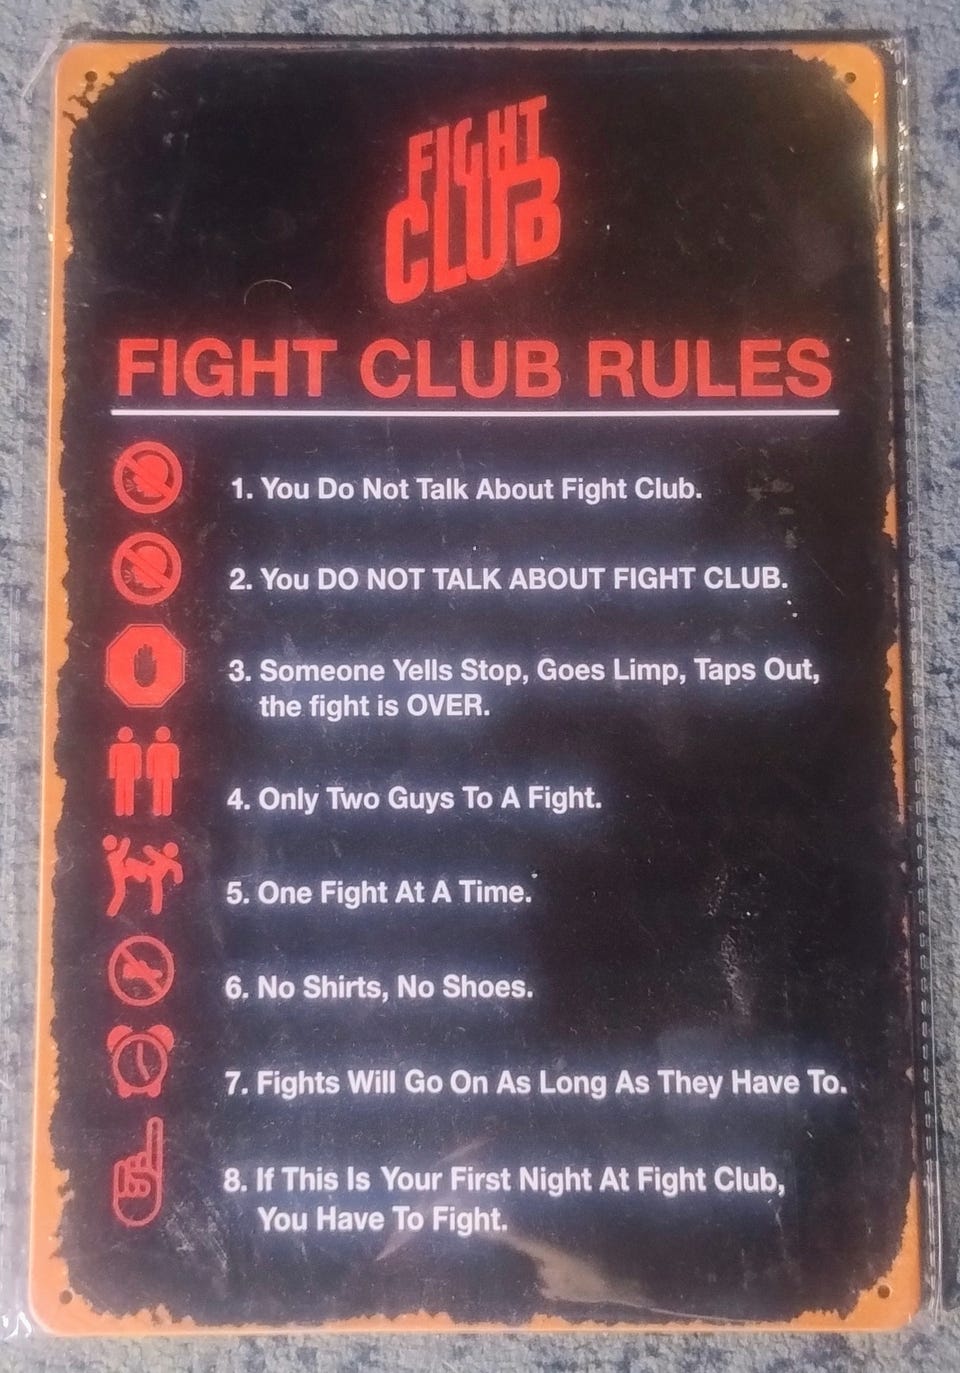 FIGHT
CLUB
FIGHT CLUB RULES
1. You Do Not Talk About Fight Club.
2. You DO NOT TALK ABOUT FIGHT CLUB.
3. Someone Yells Stop, Goes Limp, Taps Out,
the fight is OVER.
4. Only Two Guys To A Fight.
5. One Fight At A Time.
6. No Shirts, No Shoes.
7. Fights Will Go On As Long As They Have To.
8. If This Is Your First Night At Fight Club,
You Have To Fight.